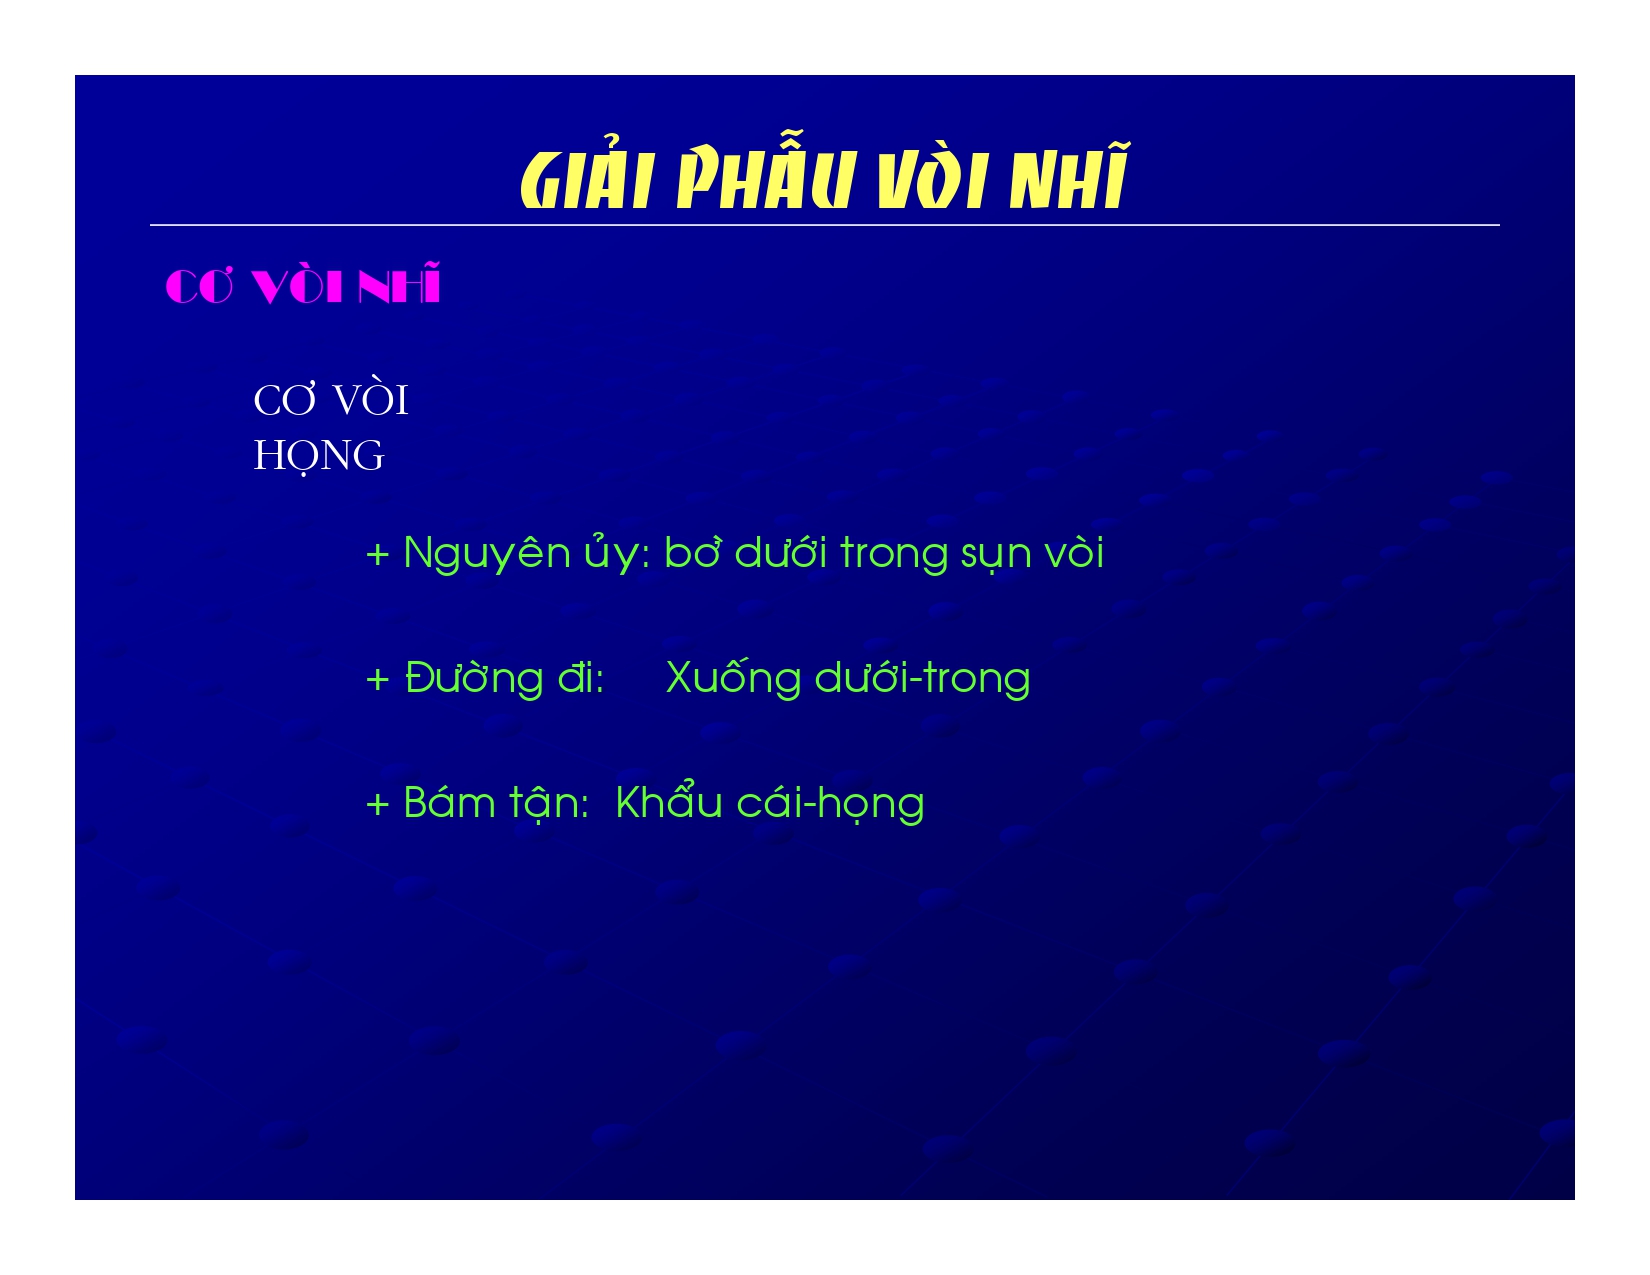 GIẢI PHẪU VÒI NHĨ
CƠ VÒI NHĨ
CƠ VÒI
HỌNG
+ Nguyên ủy: bờ dưới trong sụn vòi
+ Đường đi: Xuống dưới-trong
+ Bám tận: Khẩu cái-họng